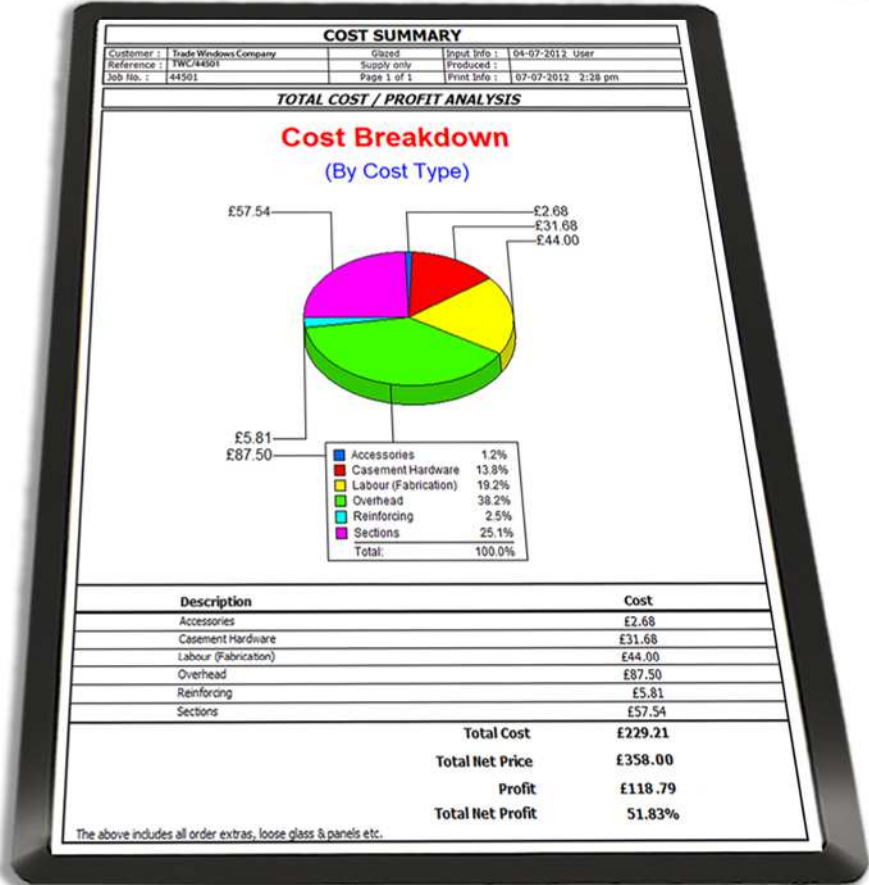 COST SUMMARY
Customer : Trade Windows Company Glazed Input Info : 04-07-2012 User
Reference : TWC/44501 Supply only Produced :
Job No. : 44501 Page 1 of 1 Print Info : 07-07-2012 2:28 pm
TOTAL COST / PROFIT ANALYSIS
Cost Breakdown
(By Cost Type)
£57.54 £2.68
£31.68
£44.00
£5.81
£87.50
Accessories 1.2%
Casement Hardware 13.8%
Labour (Fabrication) 19.2%
Overhead 38.2%
Reinforcing 2.5%
Sections 25.1%
Total: 100.0%
Description Cost
Accessories £2.68
Casement Hardware £31.68
Labour (Fabrication) £44.00
Overhead £87.50
Reinforcing £5.81
Sections £57.54
Total Cost £229.21
Total Net Price £358.00
Profit £118.79
Total Net Profit 51.83%
The above includes all order extras, loose glass & panels etc.